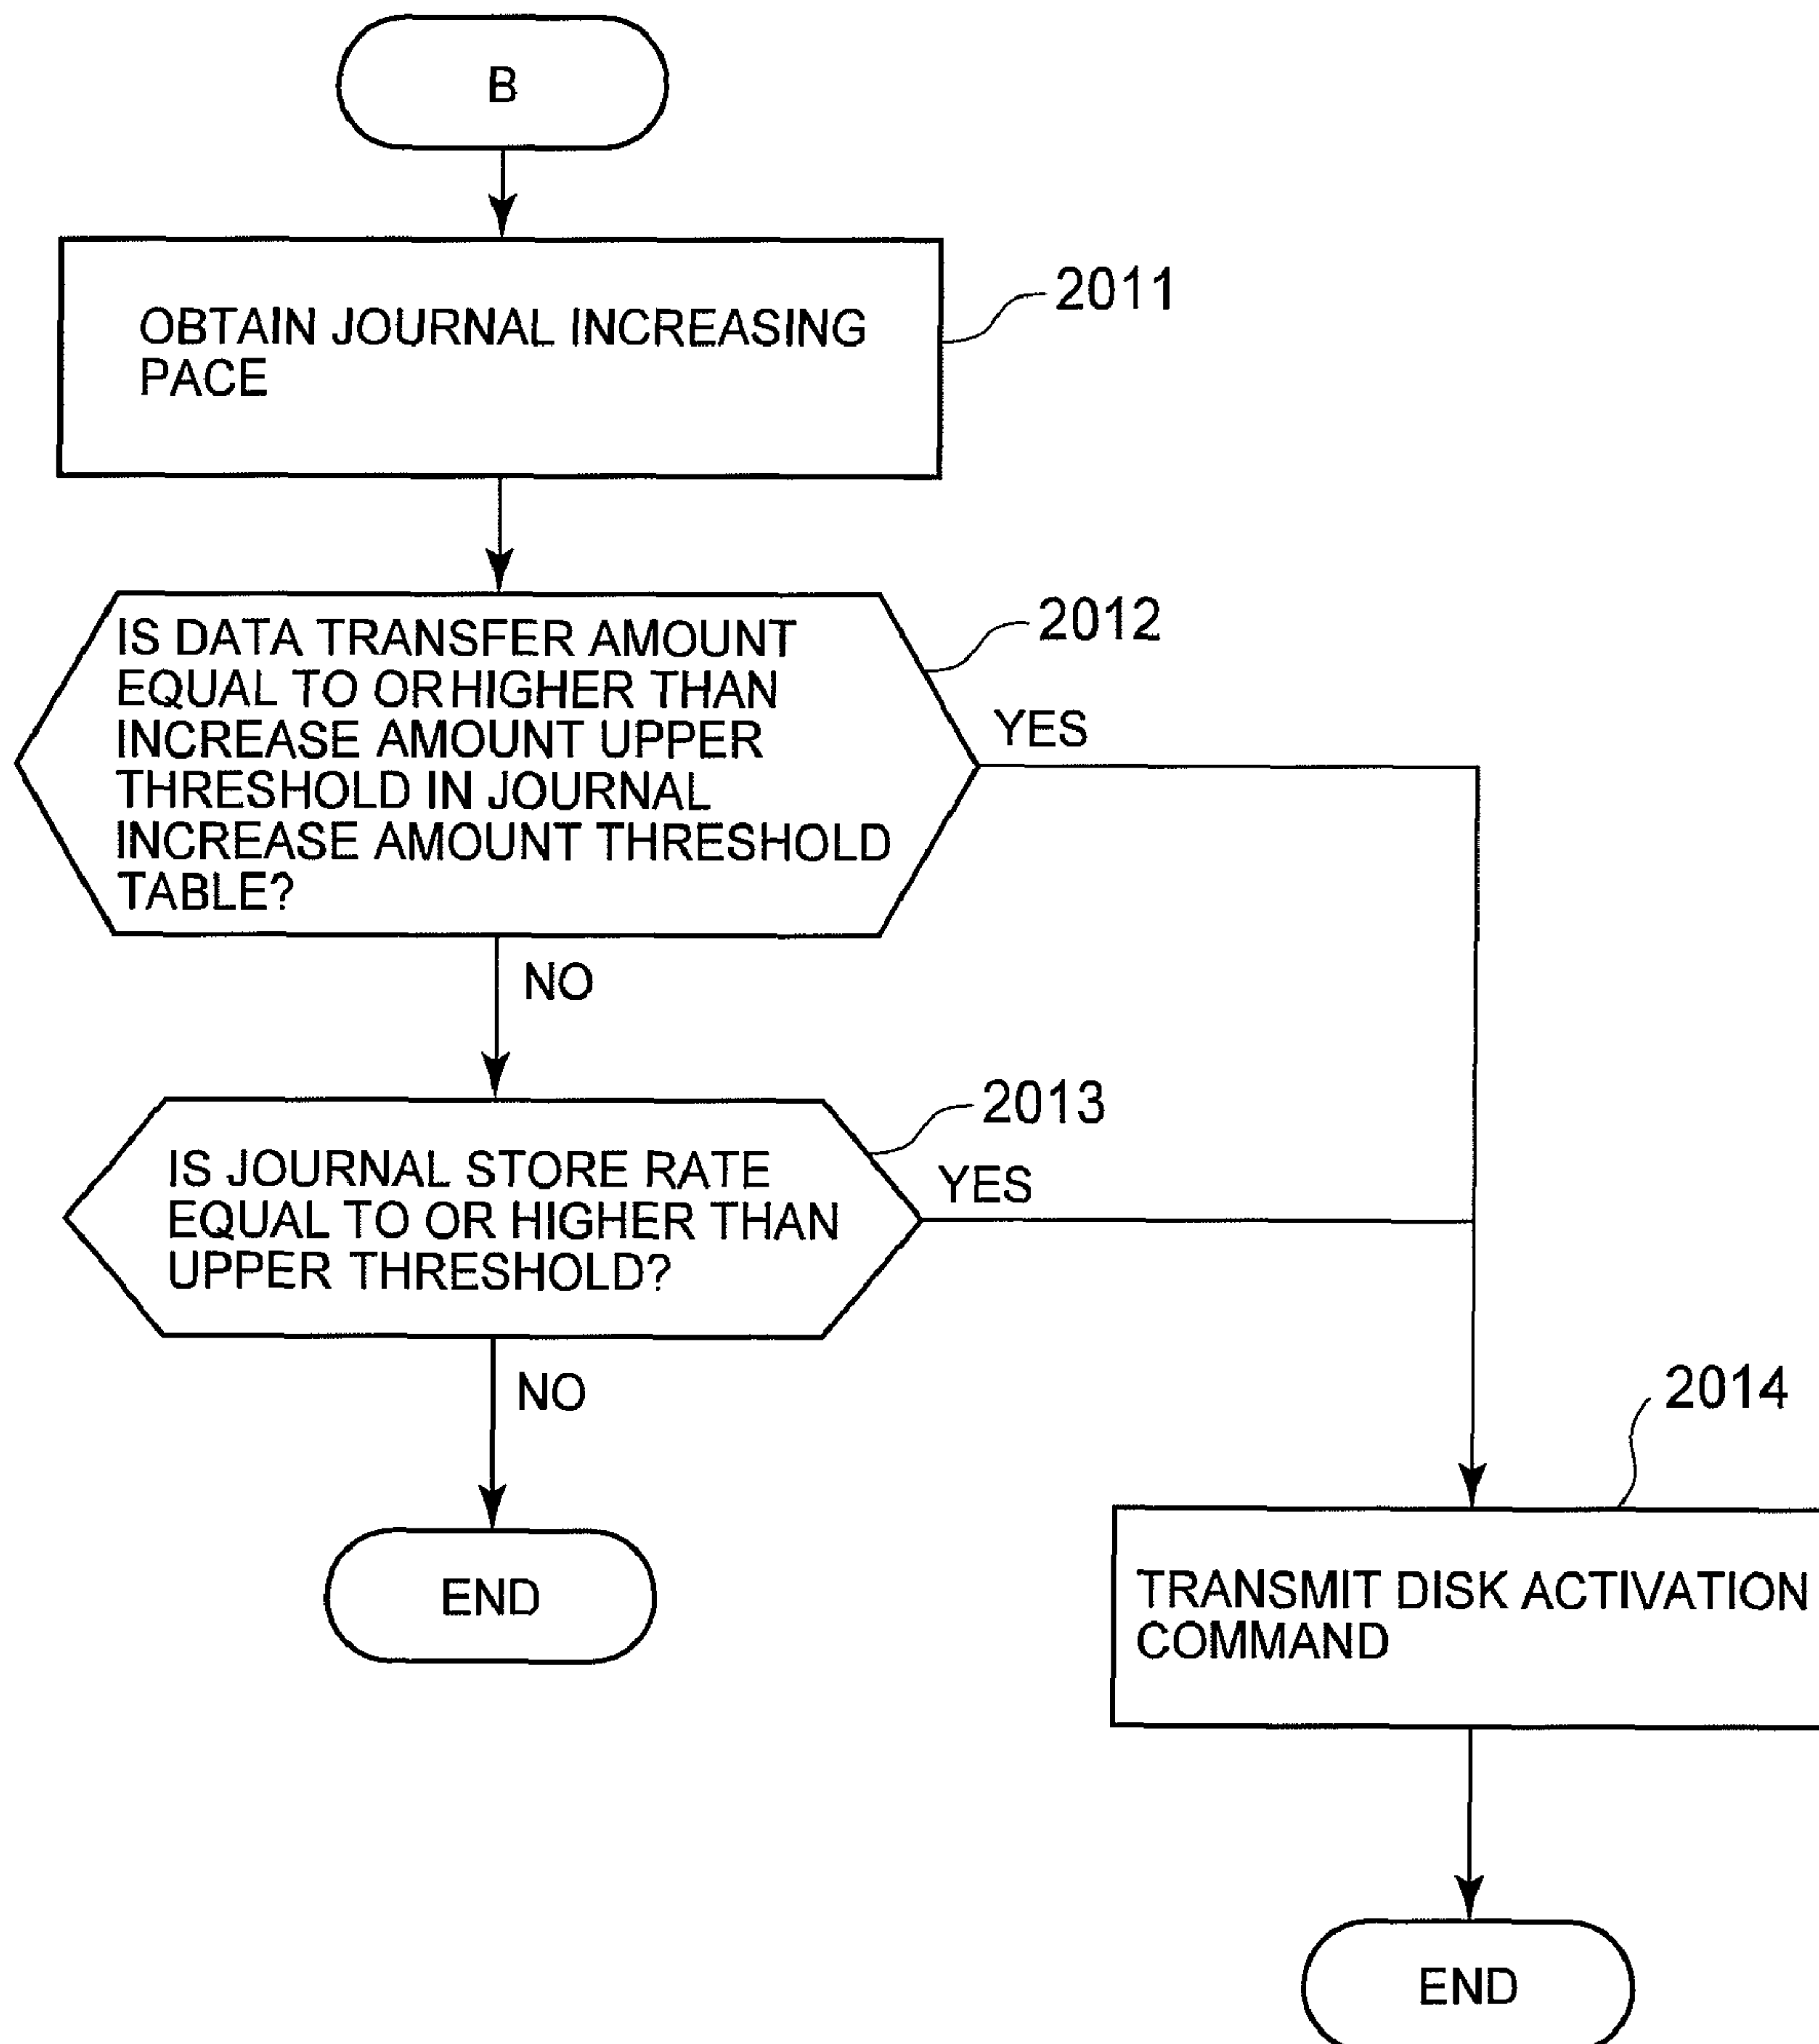 B
OBTAIN JOURNAL INCREASING
PACE
2011
IS DATA TRANSFER AMOUNT
EQUAL TO OR HIGHER THAN
INCREASE AMOUNT UPPER
THRESHOLD IN JOURNAL
INCREASE AMOUNT THRESHOLD
TABLE?
2012
YES
NO
IS JOURNAL STORE RATE
EQUAL TO OR HIGHER THAN
UPPER THRESHOLD?
2013
YES
NO
END
2014
TRANSMIT DISK ACTIVATION
COMMAND
END